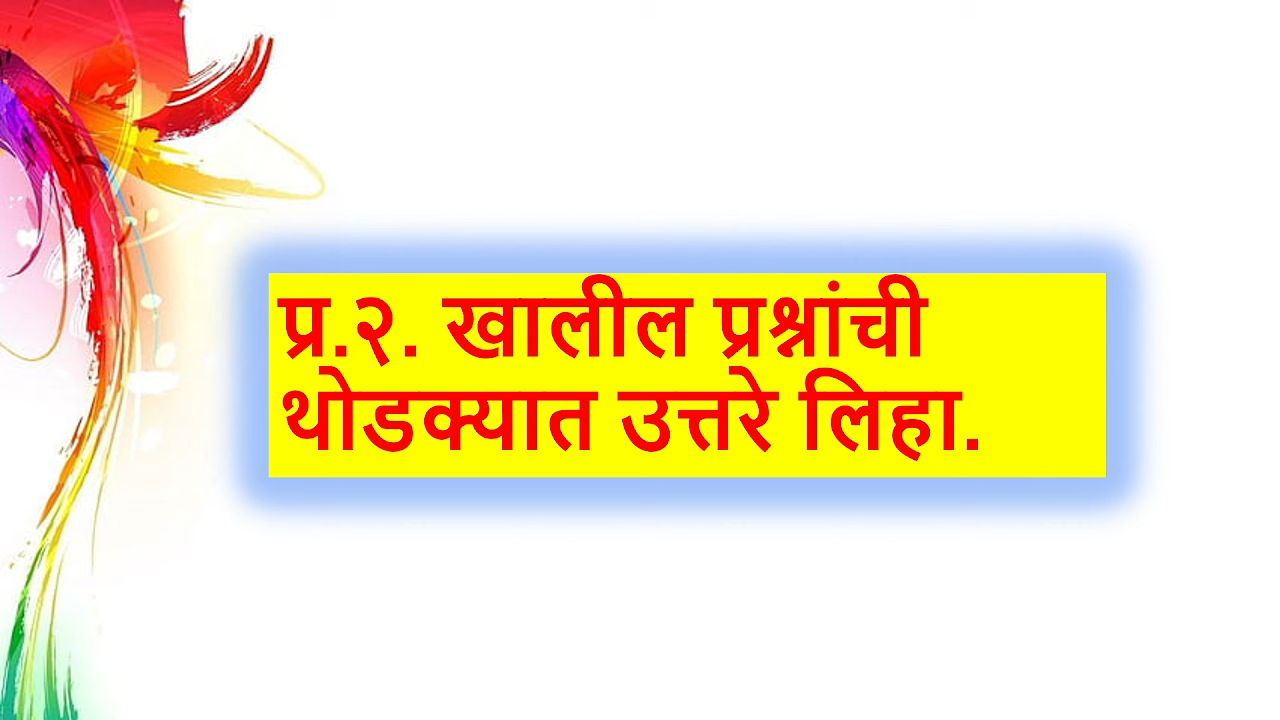 प्र.२. खालील प्रश्नांची
थोडक्यात उत्तरे लिहा.